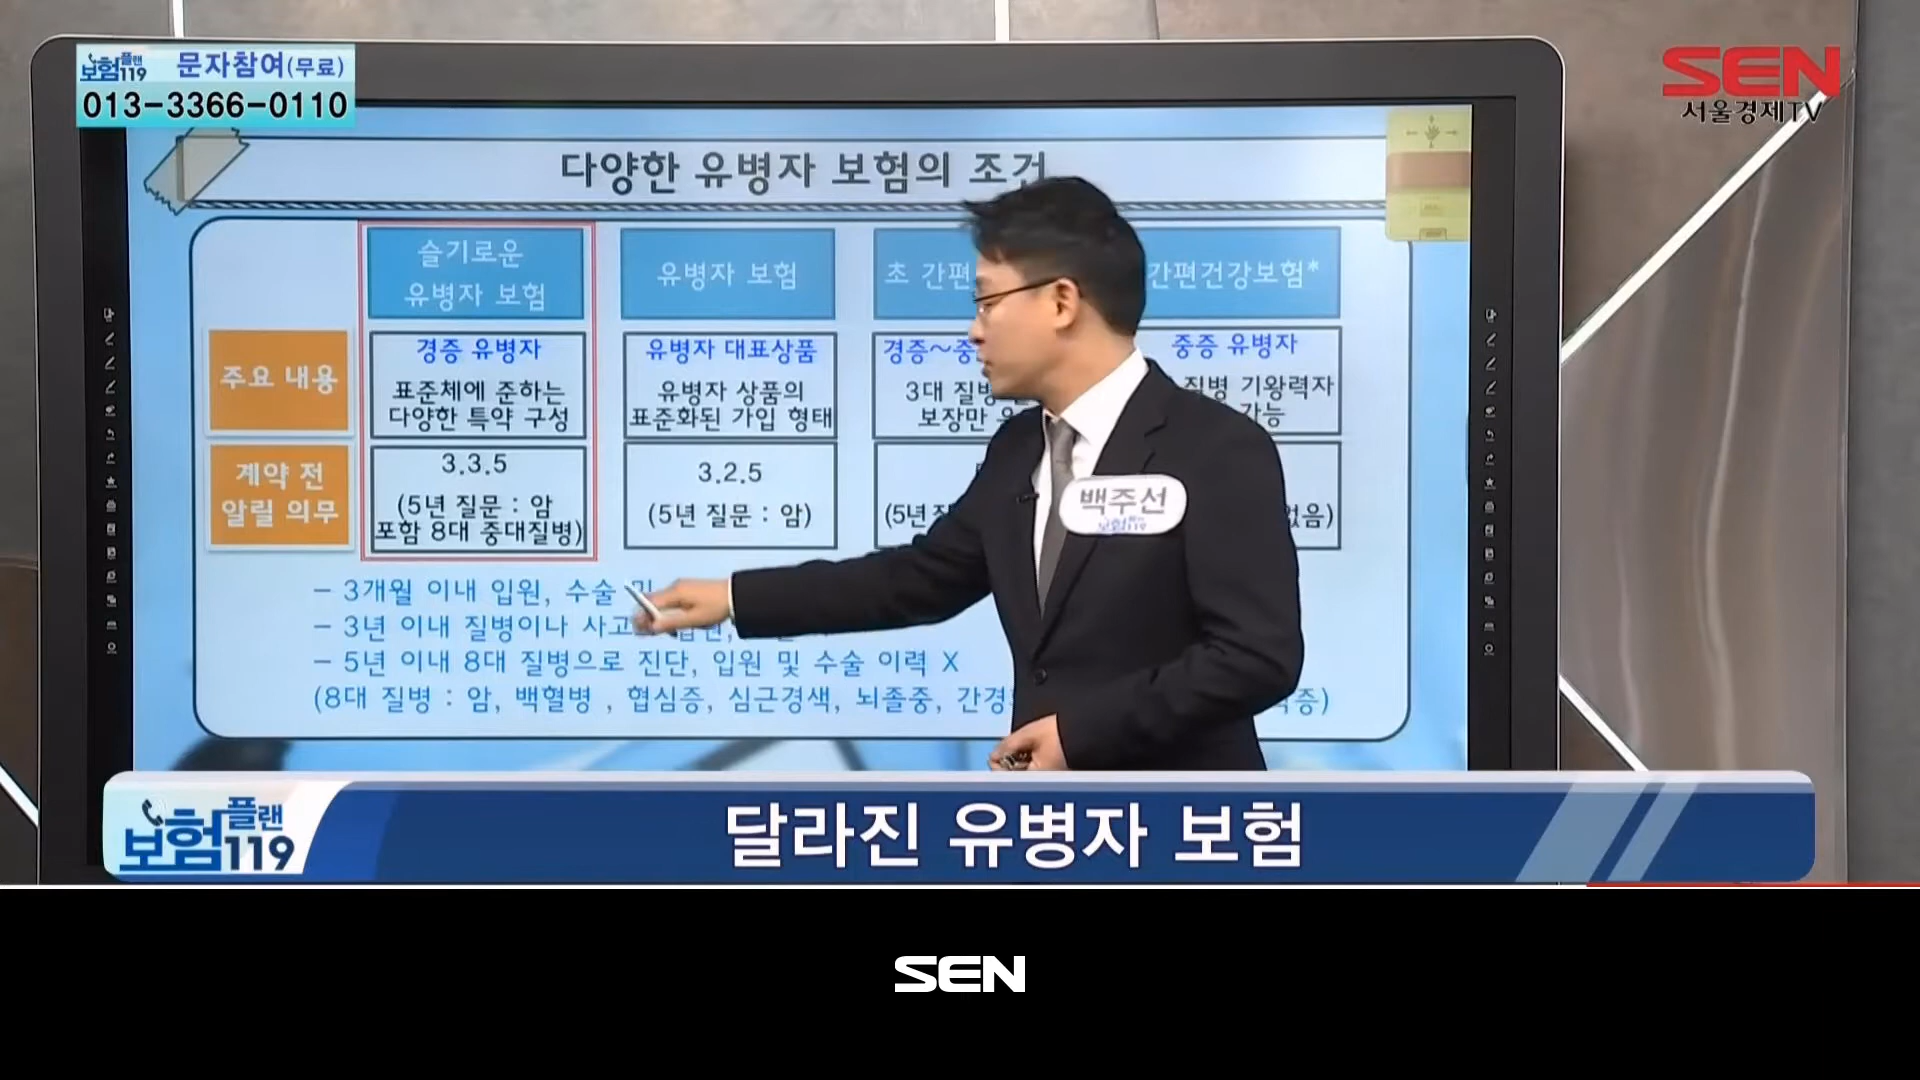 보험플랜119 문자참여(무료)
013-3366-0110
SEN
서울경제TV
다양한 유병자 보험의 조건
슬기로운
유병자 보험
유병자 보험
초 간편
간편건강보험*
주요 내용
경증 유병자
표준체에 준하는
다양한 특약 구성
유병자 대표상품
유병자 상품의
표준화된 가입 형태
경증~중
3대 질병
보장만
중증 유병자
질병 기왕력자
가능
계약 전
알릴 의무
3.3.5
(5년 질문 : 암
포함 8대 중대질병)
3.2.5
(5년 질문 : 암)
(5년
없음)
- 3개월 이내 입원, 수술 및
- 3년 이내 질병이나 사고로 입원,
- 5년 이내 8대 질병으로 진단, 입원 및 수술 이력 X
(8대 질병 : 암, 백혈병 , 협심증, 심근경색, 뇌졸중, 간경
증)
백주선
보험플랜119
보험플랜119
달라진 유병자 보험
SEN